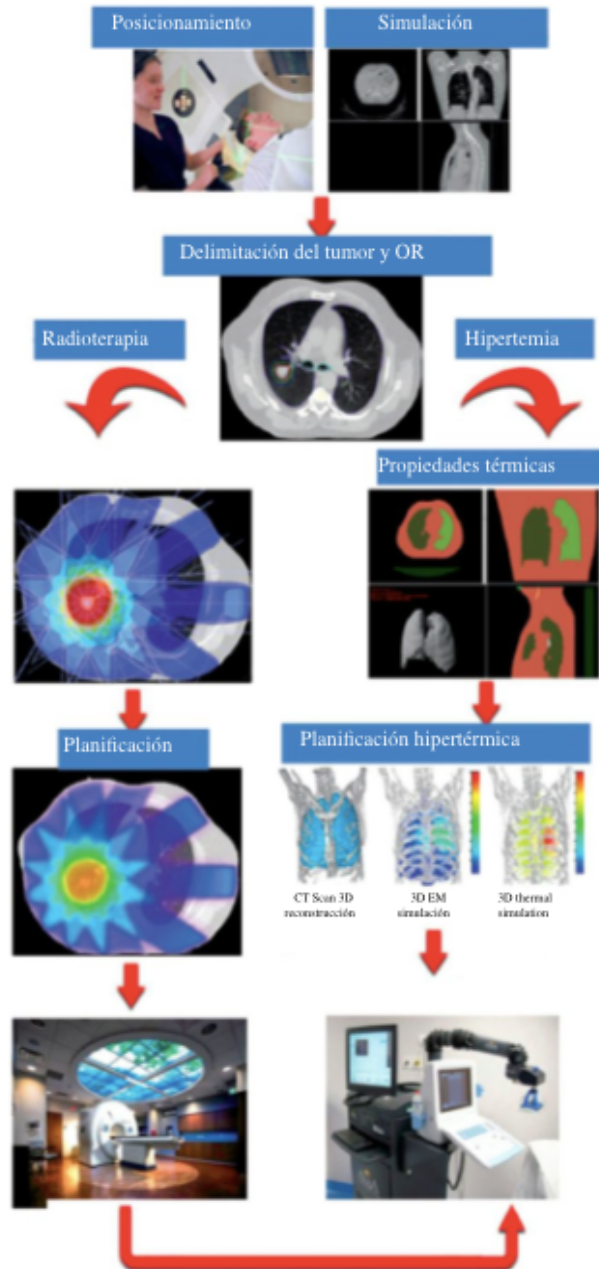 Posicionamiento
Simulación
Delimitación del tumor y OR
Radioterapia
Hipertemia
Propiedades térmicas
Planificación
Planificación hipertérmica
CT Scan 3D
reconstrucción
3D EM
simulación
3D thermal
simulation